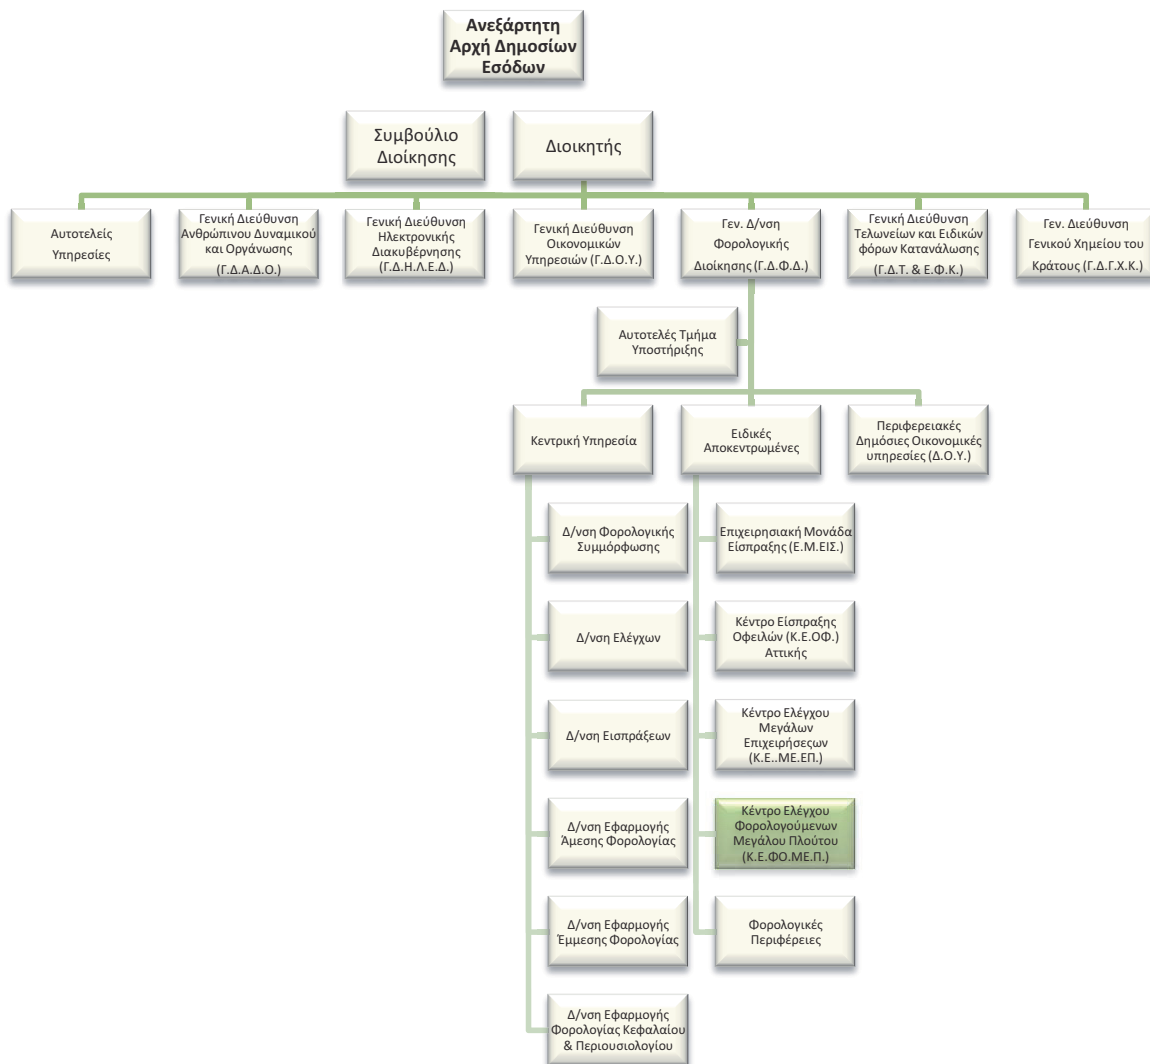 Ανεξάρτητη
Αρχή Δημοσίων
Εσόδων
Συμβούλιο
Διοίκησης
Διοικητής
Αυτοτελείς
Υπηρεσίες
Γενική Διεύθυνση
Ανθρώπινου Δυναμικού
και Οργάνωσης
(Γ.Δ.Α.Δ.Ο.)
Γενική Διεύθυνση
Ηλεκτρονικής
Διακυβέρνησης
(Γ.Δ.Η.Λ.Ε.Δ.)
Γενική Διεύθυνση
Οικονομικών
Υπηρεσιών (Γ.Δ.Ο.Υ.)
Γεν. Δ/νση
Φορολογικής
Διοίκησης (Γ.Δ.Φ.Δ.)
Γενική Διεύθυνση
Τελωνείων και Ειδικών
φόρων Κατανάλωσης
(Γ.Δ.Τ. & Ε.Φ.Κ.)
Γεν. Διεύθυνση
Γενικού Χημείου του
Κράτους (Γ.Δ.Γ.Χ.Κ.)
Αυτοτελές Τμήμα
Υποστήριξης
Κεντρική Υπηρεσία
Ειδικές
Αποκεντρωμένες
Περιφερειακές
Δημόσιες Οικονομικές
υπηρεσίες (Δ.Ο.Υ.)
Δ/νση Φορολογικής
Συμμόρφωσης
Δ/νση Ελέγχων
Δ/νση Εισπράξεων
Δ/νση Εφαρμογής
Άμεσης Φορολογίας
Δ/νση Εφαρμογής
Έμμεσης Φορολογίας
Δ/νση Εφαρμογής
Φορολογίας Κεφαλαίου
& Περιουσιολογίου
Επιχειρησιακή Μονάδα
Είσπραξης (Ε.Μ.ΕΙΣ.)
Κέντρο Είσπραξης
Οφειλών (Κ.Ε.ΟΦ.)
Αττικής
Κέντρο Ελέγχου
Μεγάλων
Επιχειρήσεςων
(Κ.Ε..ΜΕ.ΕΠ.)
Κέντρο Ελέγχου
Φορολογούμενων
Μεγάλου Πλούτου
(Κ.Ε.ΦΟ.ΜΕ.Π.)
Φορολογικές
Περιφέρειες